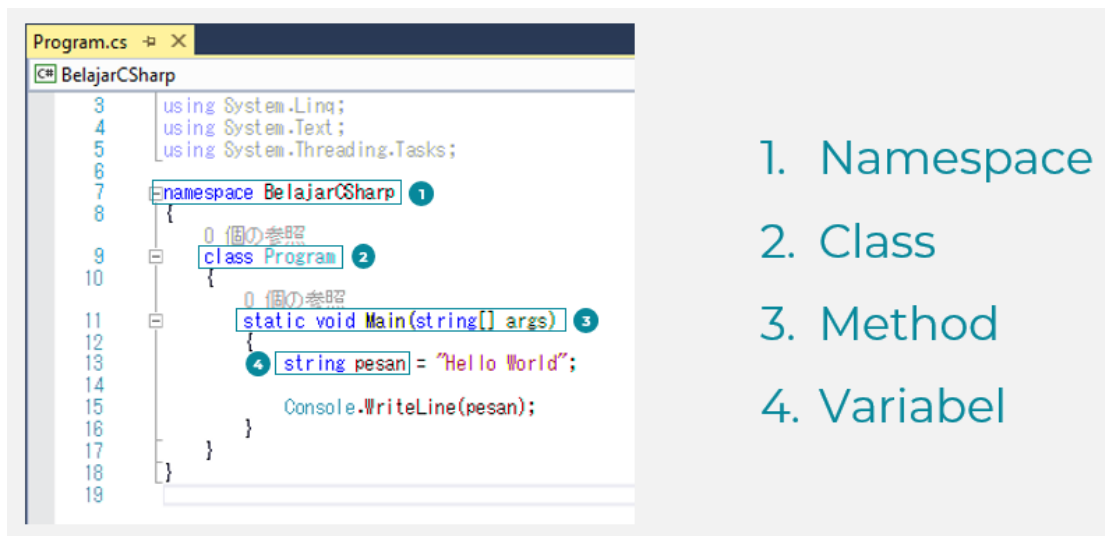 Program.cs
C# BelajarCSharp
3 using System.Linq;
4 using System.Text;
5 using System.Threading.Tasks;
6
7 namespace BelajarCSharp 1
8 {
0 個の参照
9 class Program 2
10 {
0 個の参照
11 static void Main(string[] args) 3
12 {
13 4 string pesan = "Hello World";
14
15 Console.WriteLine(pesan);
16 }
17 }
18 }
19
1. Namespace
2. Class
3. Method
4. Variabel